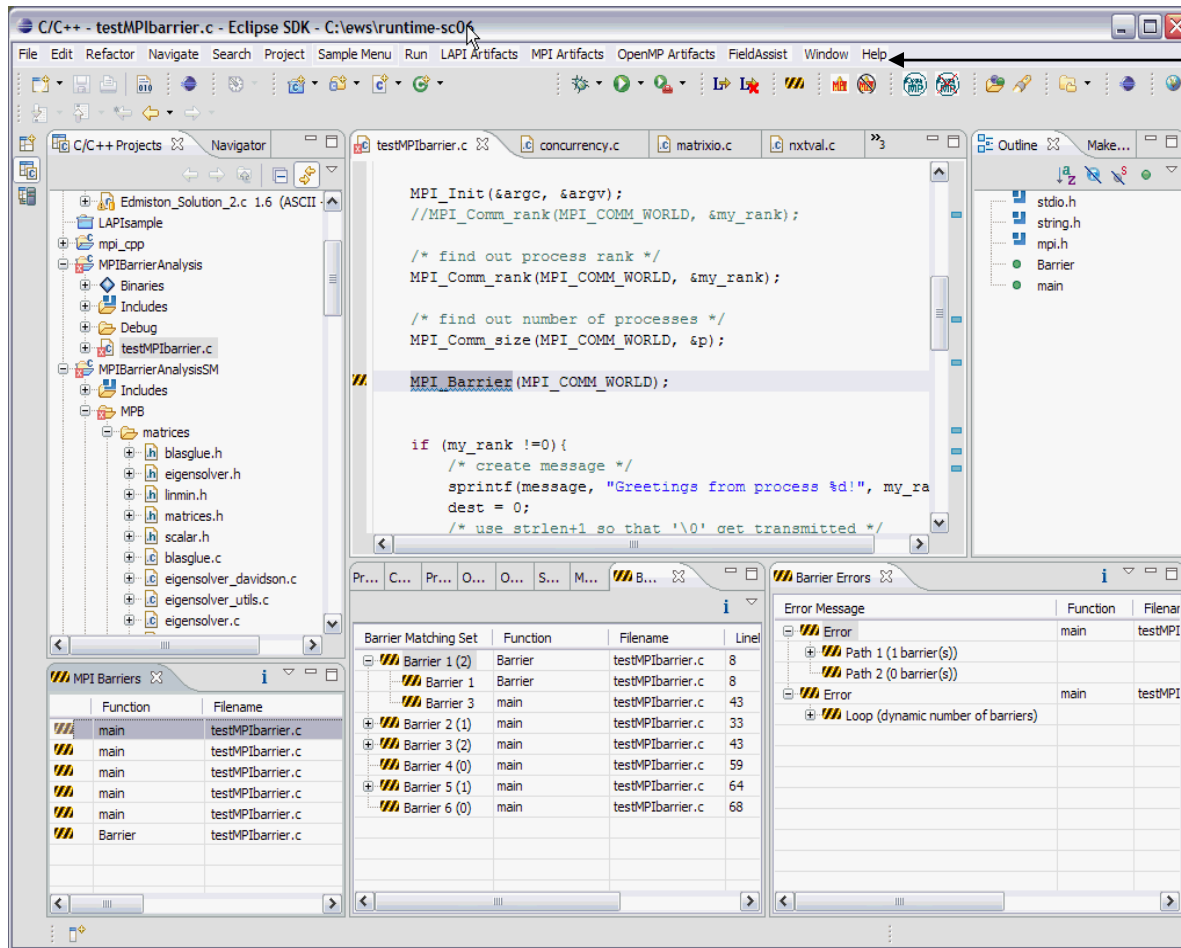 C/C++ - testMPIbarrier.c - Eclipse SDK - C:\ews\runtime-sc06
File Edit Refactor Navigate Search Project Sample Menu Run LAPI Artifacts MPI Artifacts OpenMP Artifacts FieldAssist Window Help
C/C++ Projects Navigator
Edmiston_Solution_2.c 1.6 (ASCII -
LAPIsample
mpi_cpp
MPIBarrierAnalysis
Binaries
Includes
Debug
testMPIbarrier.c
MPIBarrierAnalysisSM
Includes
MPB
matrices
blasglue.h
eigensolver.h
linmin.h
matrices.h
scalar.h
blasglue.c
eigensolver_davidson.c
eigensolver_utils.c
eigensolver.c
testMPIbarrier.c concurrency.c matrixio.c nxtval.c »3
MPI_Init(&argc, &argv);
//MPI_Comm_rank(MPI_COMM_WORLD, &my_rank);
/* find out process rank */
MPI_Comm_rank(MPI_COMM_WORLD, &my_rank);
/* find out number of processes */
MPI_Comm_size(MPI_COMM_WORLD, &p);
MPI_Barrier(MPI_COMM_WORLD);
if (my_rank !=0){
/* create message */
sprintf(message, "Greetings from process %d!", my_ra
dest = 0;
/* use strlen+1 so that '\0' get transmitted */
Outline Make...
stdio.h
string.h
mpi.h
Barrier
main
MPI Barriers
Function Filename
main testMPIbarrier.c
main testMPIbarrier.c
main testMPIbarrier.c
main testMPIbarrier.c
main testMPIbarrier.c
Barrier testMPIbarrier.c
Pr... C... Pr... O... O... S... M... B...
Barrier Matching Set Function Filename LineI
Barrier 1 (2) Barrier testMPIbarrier.c 8
Barrier 1 Barrier testMPIbarrier.c 8
Barrier 3 main testMPIbarrier.c 43
Barrier 2 (1) main testMPIbarrier.c 33
Barrier 3 (2) main testMPIbarrier.c 43
Barrier 4 (0) main testMPIbarrier.c 59
Barrier 5 (1) main testMPIbarrier.c 64
Barrier 6 (0) main testMPIbarrier.c 68
Barrier Errors
Error Message Function Filenar
Error main testMPI
Path 1 (1 barrier(s))
Path 2 (0 barrier(s))
Error main testMPI
Loop (dynamic number of barriers)